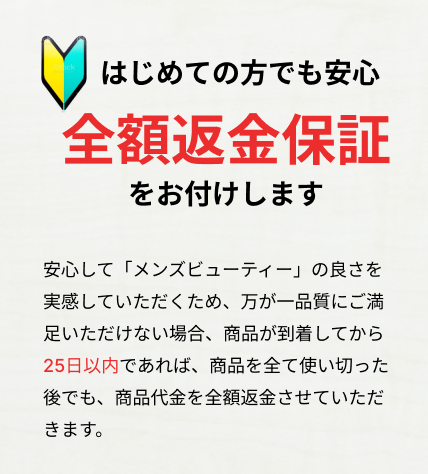 はじめての方でも安心
全額返金保証
をお付けします
安心して「メンズビューティー」の良さを
実感していただくため、万が一品質にご満
足いただけない場合、商品が到着してから
25日以内であれば、商品を全て使い切った
後でも、商品代金を全額返金させていただ
きます。